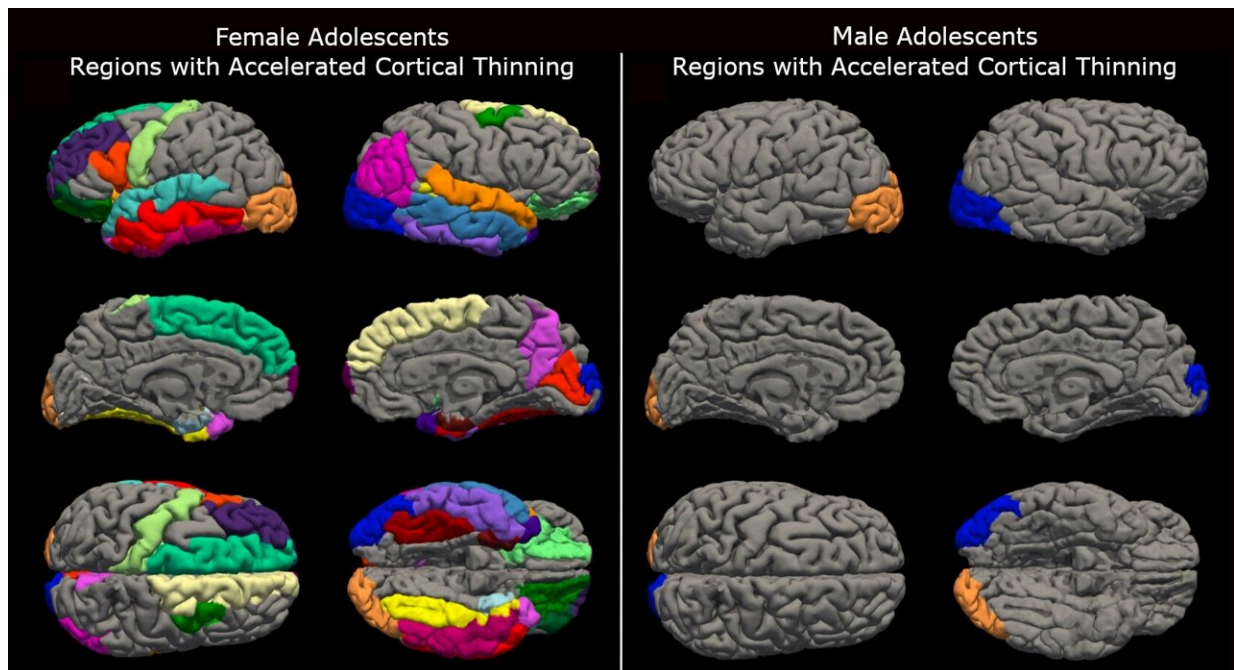 Female Adolescents
Regions with Accelerated Cortical Thinning
Male Adolescents
Regions with Accelerated Cortical Thinning